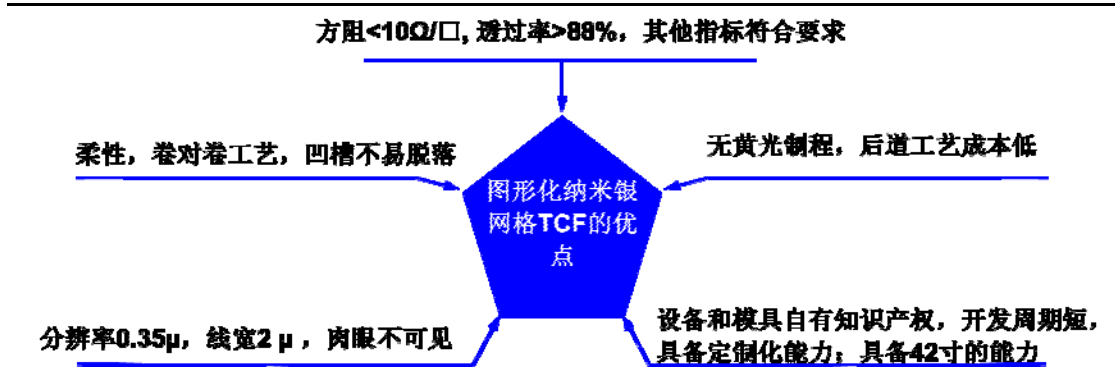 方阻<10Ω/□, 透过率>88%，其他指标符合要求
柔性，卷对卷工艺，凹槽不易脱落
无黄光制程，后道工艺成本低
图形化纳米银
网格TCF的优
点
分辨率0.35μ，线宽2 μ ，肉眼不可见
设备和模具自有知识产权，开发周期短，
具备定制化能力；具备42寸的能力